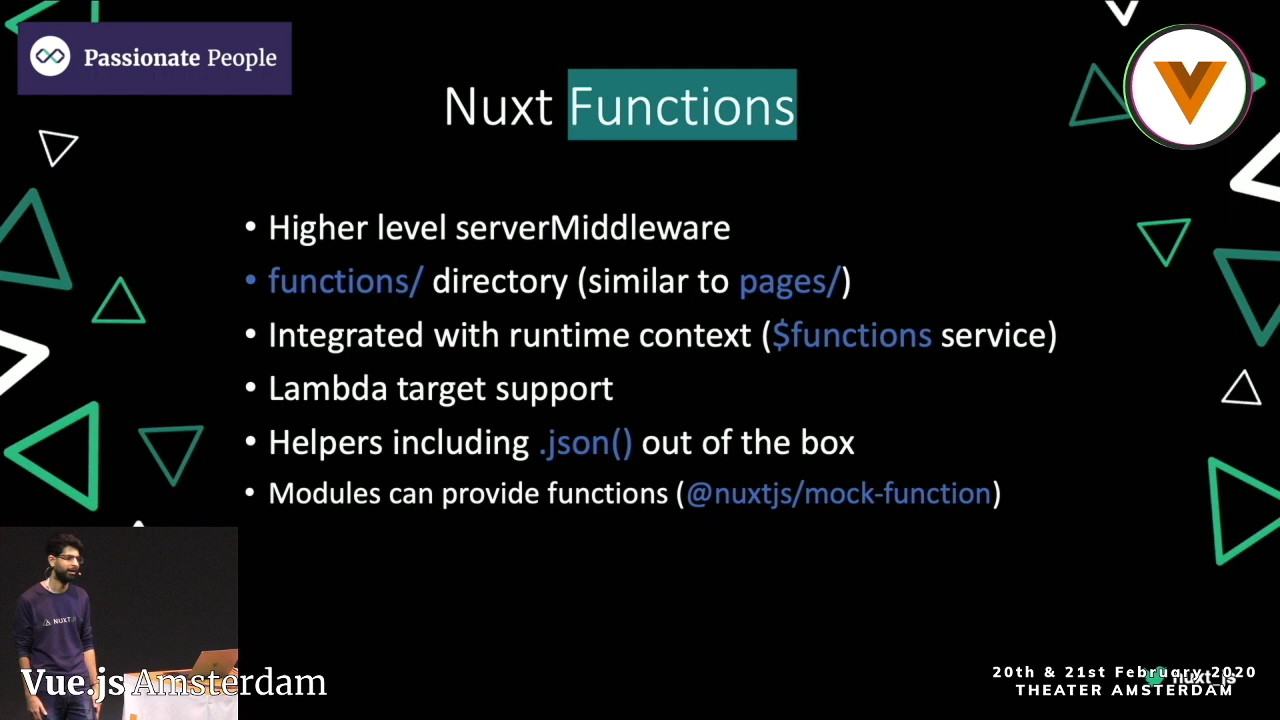 Passionate People
Nuxt Functions
• Higher level serverMiddleware
• functions/ directory (similar to pages/)
• Integrated with runtime context ($functions service)
• Lambda target support
• Helpers including .json() out of the box
• Modules can provide functions (@nuxtjs/mock-function)
NUXT
Vue.js Amsterdam
20th & 21st February 2020
nuxt_js
THEATER AMSTERDAM